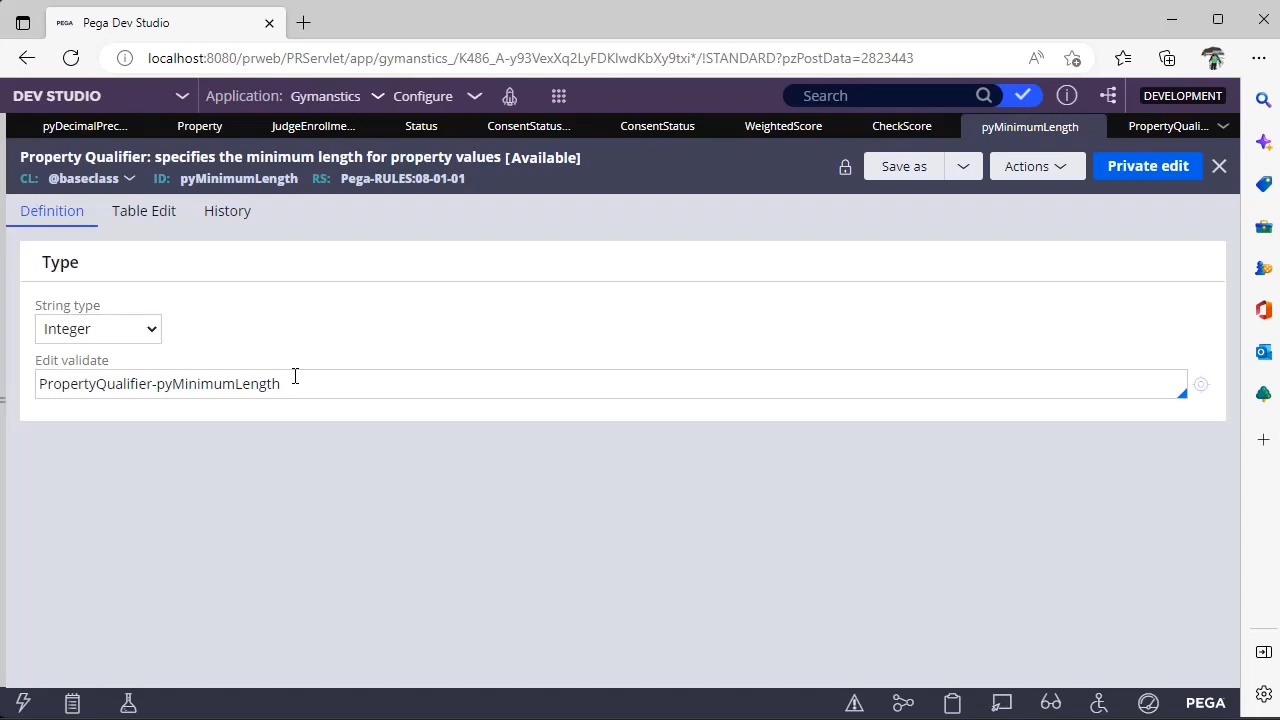 PEGA Pega Dev Studio
localhost:8080/prweb/PRServlet/app/gymanstics_/K486_A=y93VexXq2LyFDKlwdKbXy9txi*/!STANDARD?pzPostData=2823443
DEV STUDIO Application: Gymanstics Configure Search DEVELOPMENT
pyDecimalPrec... Property JudgeEnrollme... Status ConsentStatus... ConsentStatus WeightedScore CheckScore pyMinimumLength PropertyQuali...
Property Qualifier: specifies the minimum length for property values [Available]
CL: @baseclass ID: pyMinimumLength RS: Pega-RULES:08-01-01
Save as Actions Private edit
Definition Table Edit History
Type
String type
Integer
Edit validate
PropertyQualifier-pyMinimumLength
PEGA